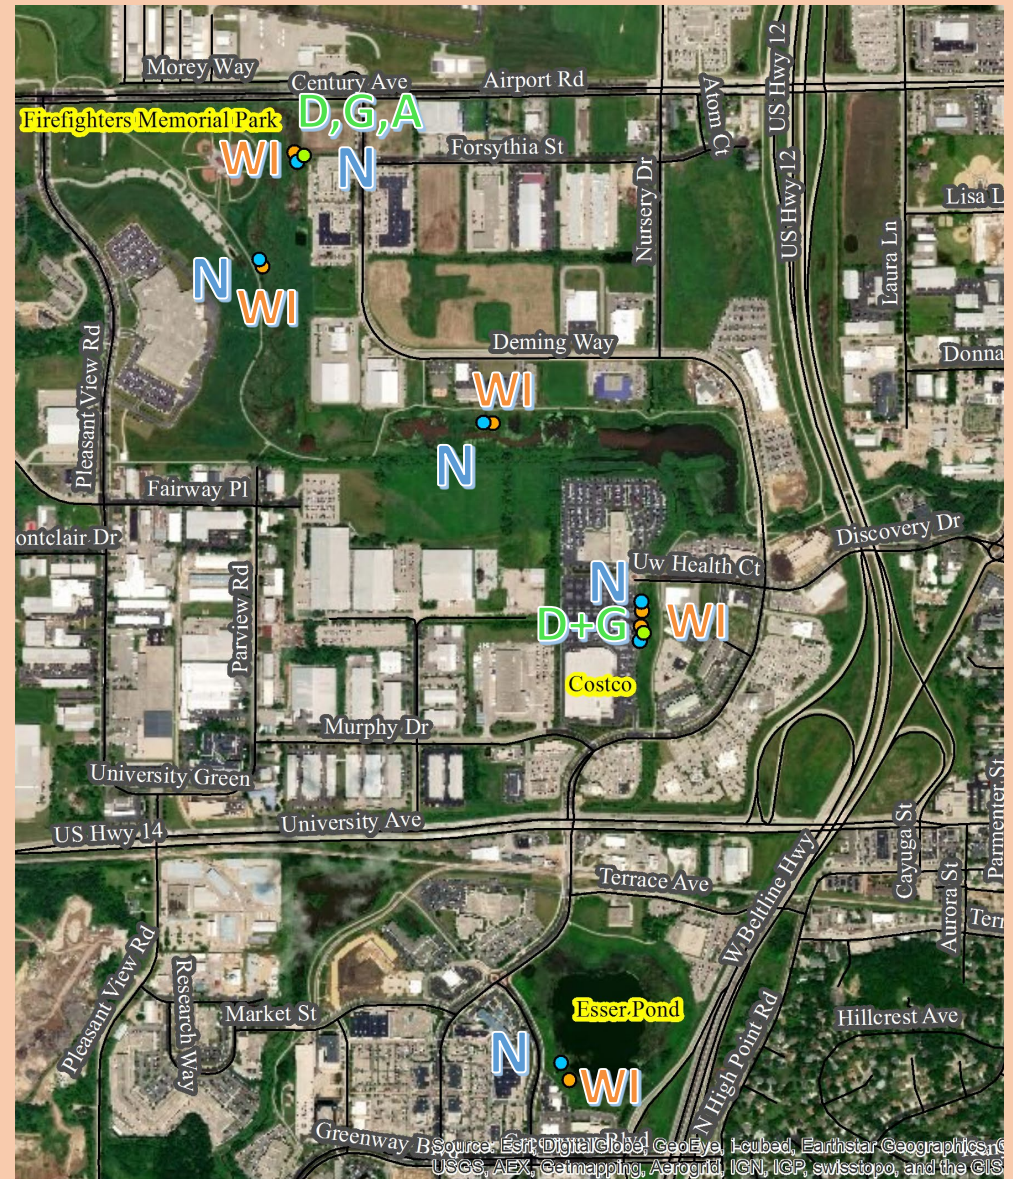 Morey Way
Century Ave
Airport Rd
US Hwy 12
Atom Ct
Firefighters Memorial Park
D,G,A
WI
N
Forsythia St
Nursery Dr
US Hwy 12
Lisa L
Laura Ln
N
WI
Pleasant View Rd
Deming Way
Donna
WI
N
Fairway Pl
ontclair Dr
Discovery Dr
Uw Health Ct
N
D+G
WI
Parview Rd
Costco
Murphy Dr
University Green
US Hwy 14
University Ave
Parmenter St
Cayuga St
Terrace Ave
W Beltline Hwy
Aurora St
Terr
Pleasant View Rd
Research Way
Market St
Esser Pond
Hillcrest Ave
N High Point Rd
N
WI
Greenway B
Source: Esri, DigitalGlobe, GeoEye, i-cubed, Earthstar Geographics,
USGS, AEX, Getmapping, Aerogrid, IGN, IGP, swisstopo, and the GIS